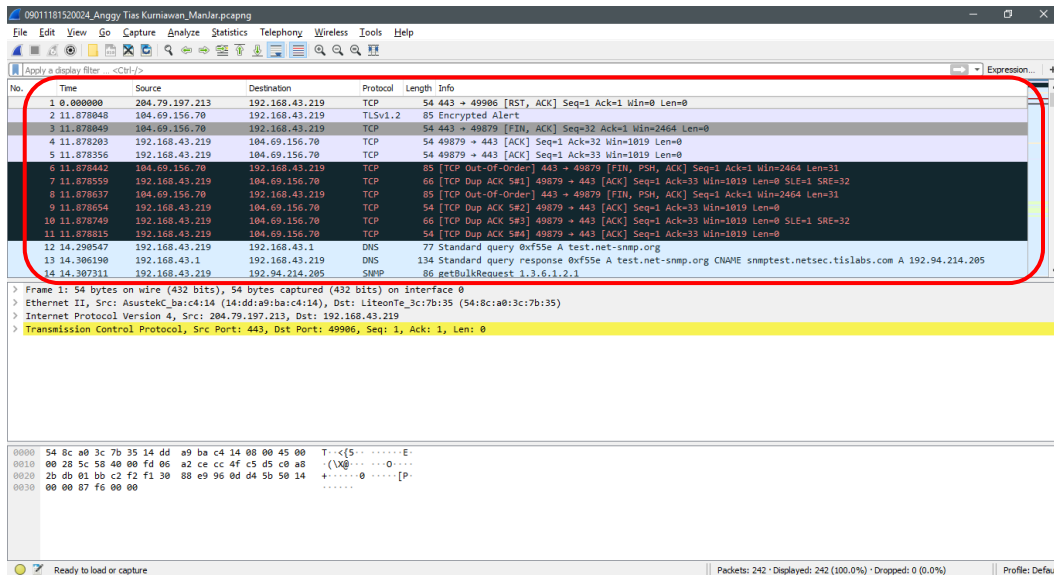 09011181520024_Anggy Tias Kurniawan_ManJar.pcapng
File Edit View Go Capture Analyze Statistics Telephony Wireless Tools Help
Apply a display filter ... <Ctrl-/> Expression... +
No. Time Source Destination Protocol Length Info
1 0.000000 204.79.197.213 192.168.43.219 TCP 54 443 → 49906 [RST, ACK] Seq=1 Ack=1 Win=0 Len=0
2 11.878048 104.69.156.70 192.168.43.219 TLSv1.2 85 Encrypted Alert
3 11.878049 104.69.156.70 192.168.43.219 TCP 54 443 → 49879 [FIN, ACK] Seq=32 Ack=1 Win=2464 Len=0
4 11.878203 192.168.43.219 104.69.156.70 TCP 54 49879 → 443 [ACK] Seq=1 Ack=32 Win=1019 Len=0
5 11.878356 192.168.43.219 104.69.156.70 TCP 54 49879 → 443 [ACK] Seq=1 Ack=33 Win=1019 Len=0
6 11.878442 104.69.156.70 192.168.43.219 TCP 85 [TCP Out-Of-Order] 443 → 49879 [FIN, PSH, ACK] Seq=1 Ack=1 Win=2464 Len=31
7 11.878559 192.168.43.219 104.69.156.70 TCP 66 [TCP Dup ACK 5#1] 49879 → 443 [ACK] Seq=1 Ack=33 Win=1019 Len=0 SLE=1 SRE=32
8 11.878637 104.69.156.70 192.168.43.219 TCP 85 [TCP Out-Of-Order] 443 → 49879 [FIN, PSH, ACK] Seq=1 Ack=1 Win=2464 Len=31
9 11.878654 192.168.43.219 104.69.156.70 TCP 54 [TCP Dup ACK 5#2] 49879 → 443 [ACK] Seq=1 Ack=33 Win=1019 Len=0
10 11.878749 192.168.43.219 104.69.156.70 TCP 66 [TCP Dup ACK 5#3] 49879 → 443 [ACK] Seq=1 Ack=33 Win=1019 Len=0 SLE=1 SRE=32
11 11.878815 192.168.43.219 104.69.156.70 TCP 54 [TCP Dup ACK 5#4] 49879 → 443 [ACK] Seq=1 Ack=33 Win=1019 Len=0
12 14.290547 192.168.43.219 192.168.43.1 DNS 77 Standard query 0xf55e A test.net-snmp.org
13 14.306190 192.168.43.1 192.168.43.219 DNS 134 Standard query response 0xf55e A test.net-snmp.org CNAME snmptest.netsec.tislabs.com A 192.94.214.205
14 14.307311 192.168.43.219 192.94.214.205 SNMP 86 getBulkRequest 1.3.6.1.2.1
> Frame 1: 54 bytes on wire (432 bits), 54 bytes captured (432 bits) on interface 0
> Ethernet II, Src: AsustekC_ba:c4:14 (14:dd:a9:ba:c4:14), Dst: LiteonTe_3c:7b:35 (54:8c:a0:3c:7b:35)
> Internet Protocol Version 4, Src: 204.79.197.213, Dst: 192.168.43.219
> Transmission Control Protocol, Src Port: 443, Dst Port: 49906, Seq: 1, Ack: 1, Len: 0
0000 54 8c a0 3c 7b 35 14 dd a9 ba c4 14 08 00 45 00 T··<{5·· ······E·
0010 00 28 5c 58 40 00 fd 06 a2 ce cc 4f c5 d5 c0 a8 ·(\X@··· ···O····
0020 2b db 01 bb c2 f2 f1 30 88 e9 96 0d d4 5b 50 14 +······0 ·····[P·
0030 00 00 87 f6 00 00 ······
Ready to load or capture Packets: 242 · Displayed: 242 (100.0%) · Dropped: 0 (0.0%) Profile: Defau